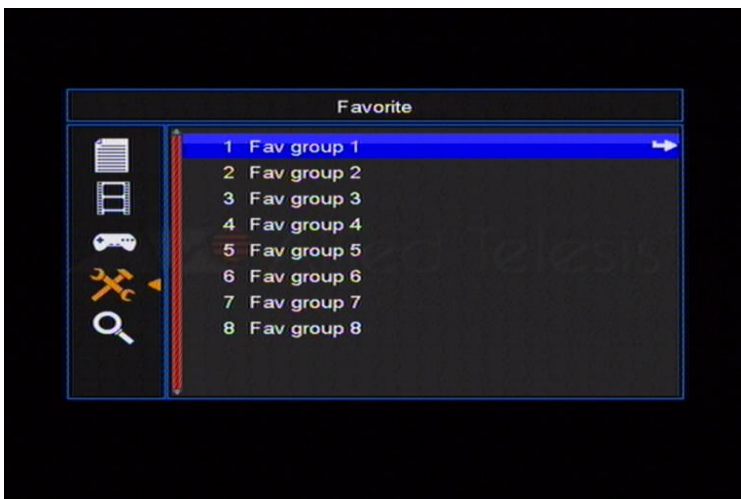 Favorite
1 Fav group 1
2 Fav group 2
3 Fav group 3
4 Fav group 4
5 Fav group 5
6 Fav group 6
7 Fav group 7
8 Fav group 8
Telesis